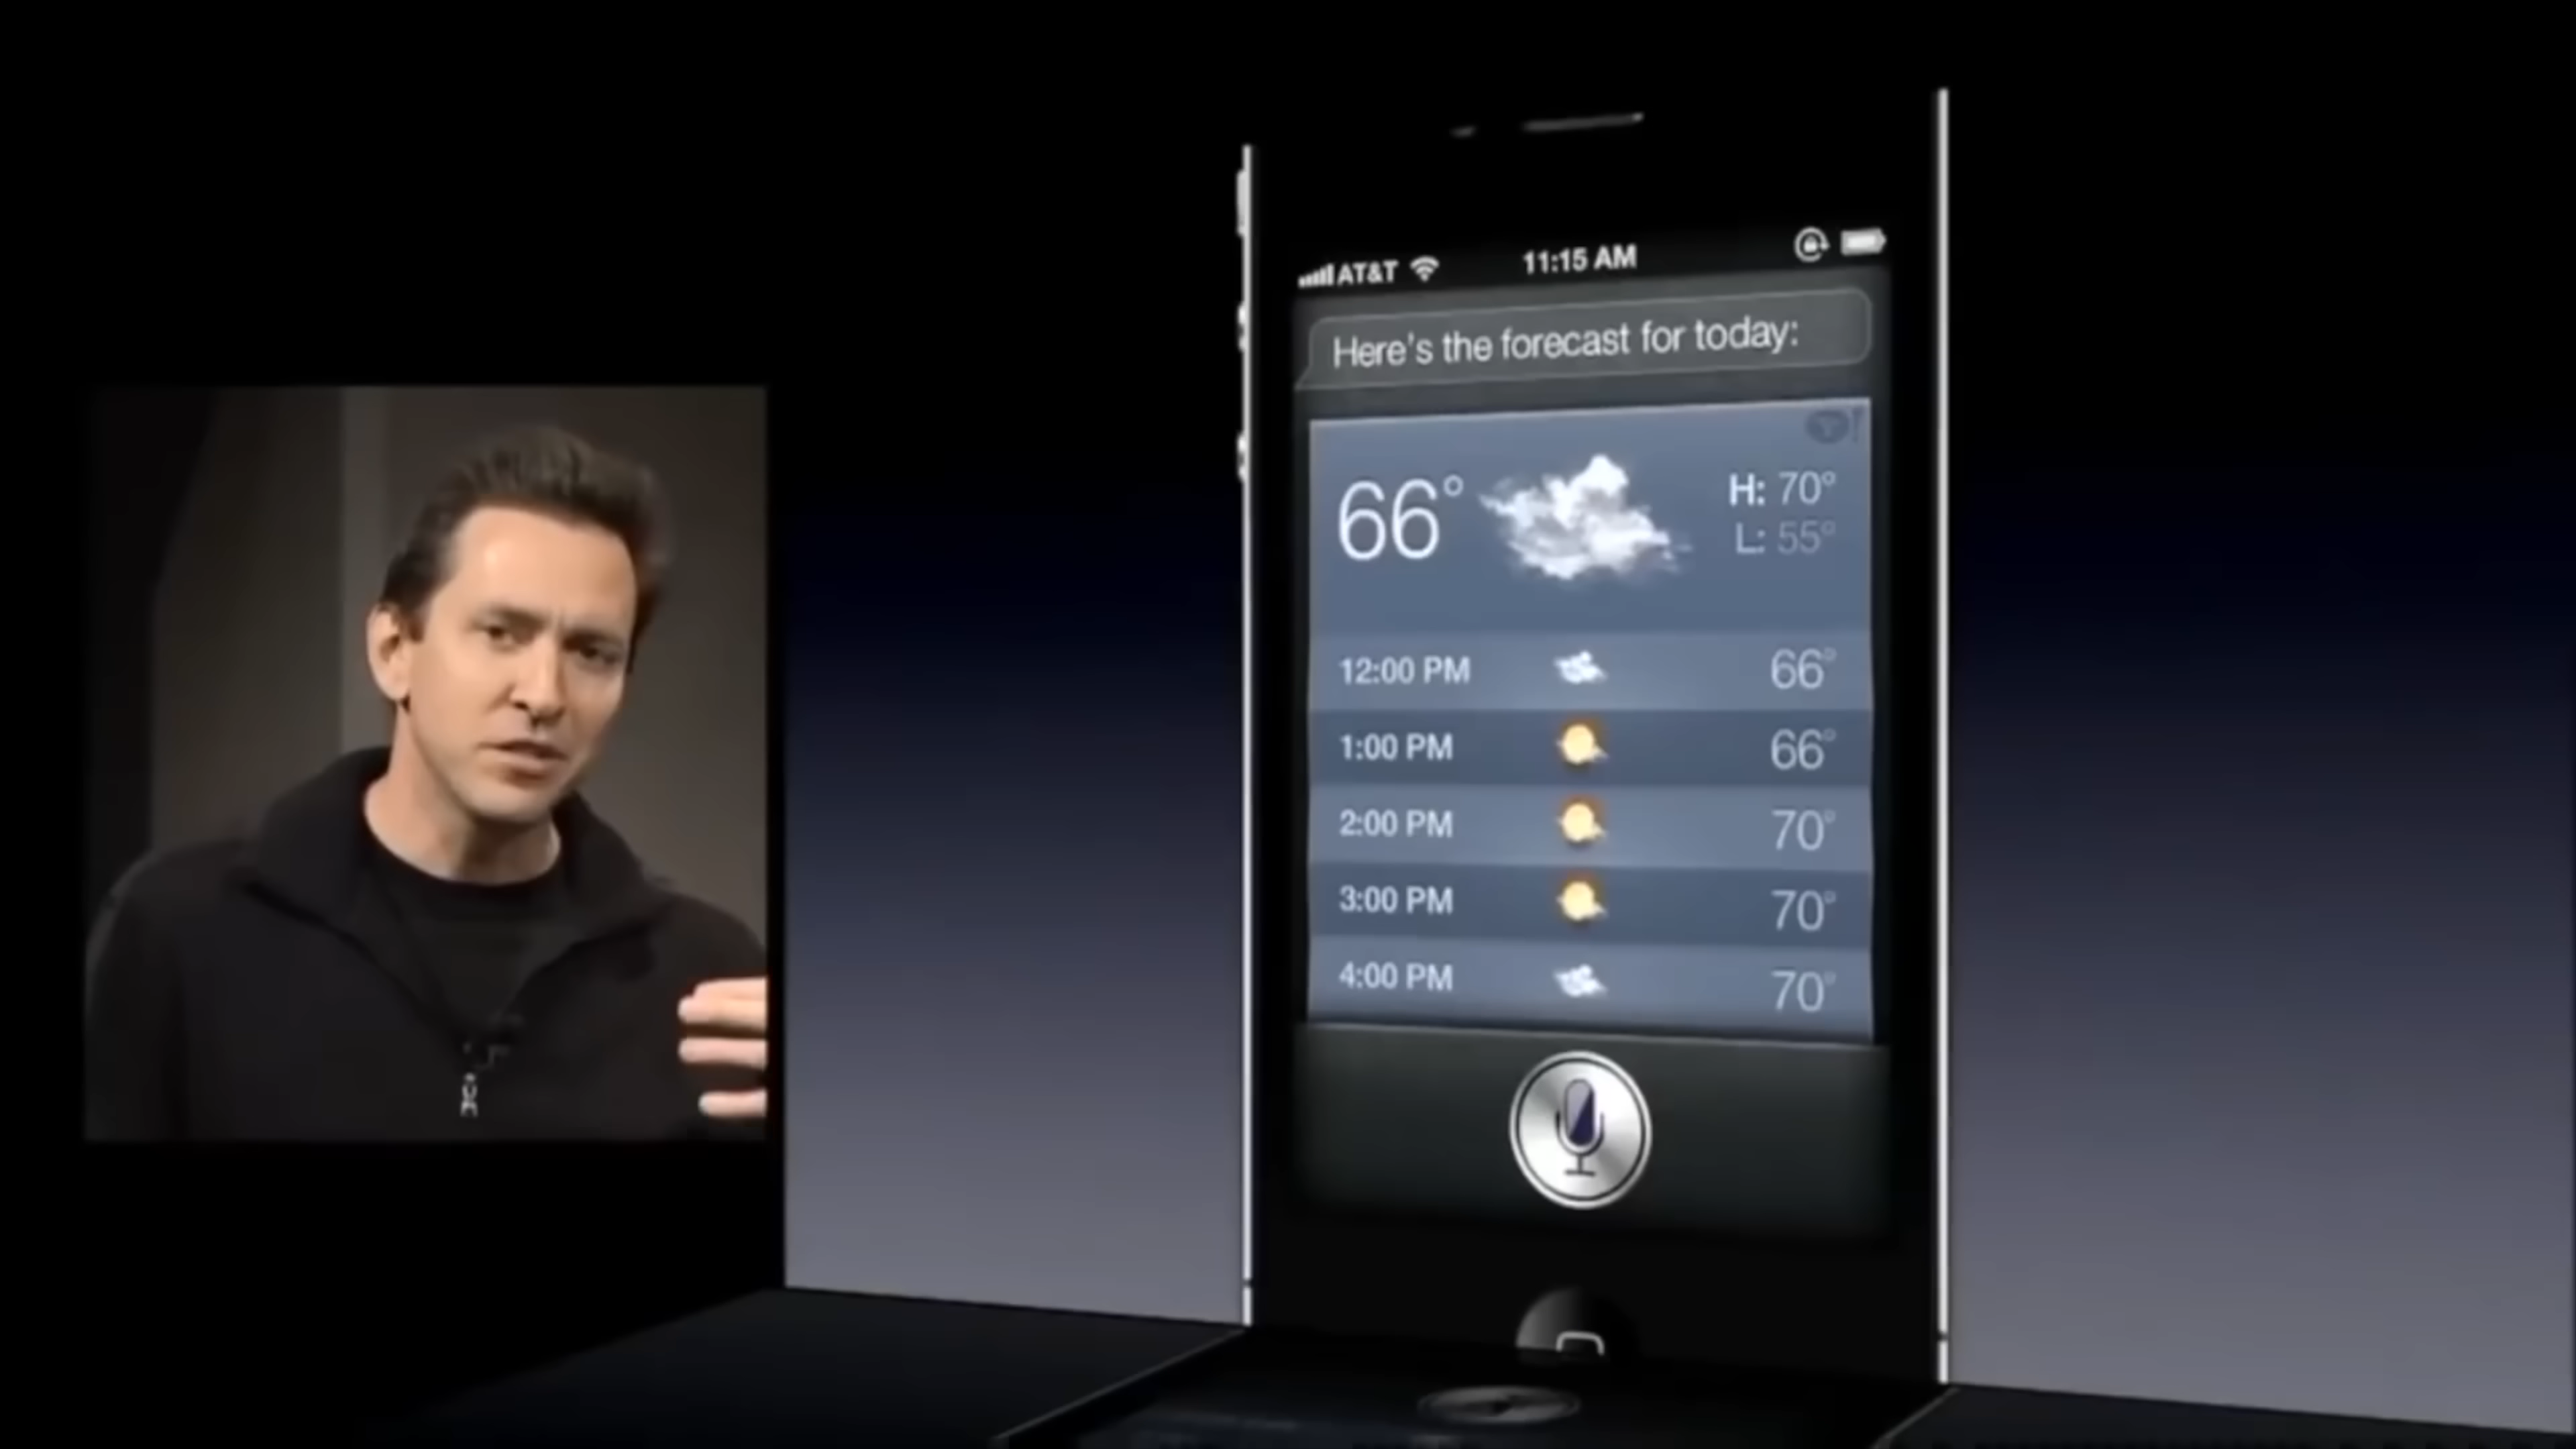 AT&T 11:15 AM
Here's the forecast for today:
66° H: 70°
L: 55°
12:00 PM 66°
1:00 PM 66°
2:00 PM 70°
3:00 PM 70°
4:00 PM 70°